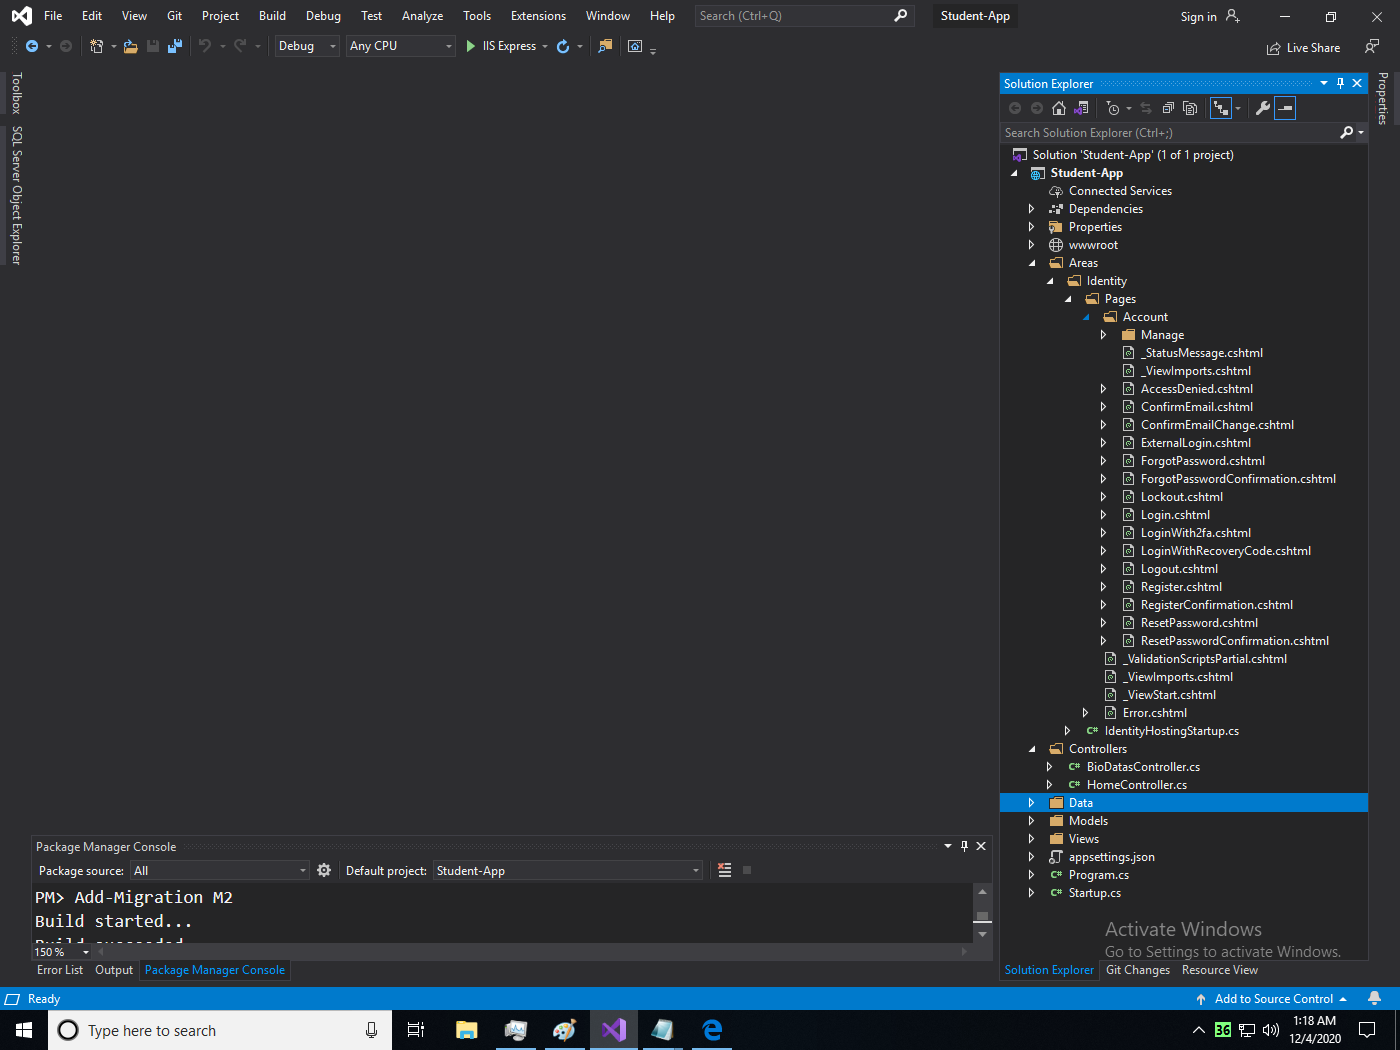 File Edit View Git Project Build Debug Test Analyze Tools Extensions Window Help Search (Ctrl+Q) Student-App Sign in
Debug Any CPU IIS Express Live Share
Toolbox
SQL Server Object Explorer
Solution Explorer
Properties
Search Solution Explorer (Ctrl+;)
Solution 'Student-App' (1 of 1 project)
Student-App
Connected Services
Dependencies
Properties
wwwroot
Areas
Identity
Pages
Account
Manage
_StatusMessage.cshtml
_ViewImports.cshtml
AccessDenied.cshtml
ConfirmEmail.cshtml
ConfirmEmailChange.cshtml
ExternalLogin.cshtml
ForgotPassword.cshtml
ForgotPasswordConfirmation.cshtml
Lockout.cshtml
Login.cshtml
LoginWith2fa.cshtml
LoginWithRecoveryCode.cshtml
Logout.cshtml
Register.cshtml
RegisterConfirmation.cshtml
ResetPassword.cshtml
ResetPasswordConfirmation.cshtml
_ValidationScriptsPartial.cshtml
_ViewImports.cshtml
_ViewStart.cshtml
Error.cshtml
C# IdentityHostingStartup.cs
Controllers
C# BioDatasController.cs
C# HomeController.cs
Data
Models
Views
appsettings.json
C# Program.cs
C# Startup.cs
Package Manager Console
Package source: All Default project: Student-App
PM> Add-Migration M2
Build started...
Build succeeded
150 %
Error List Output Package Manager Console
Activate Windows
Go to Settings to activate Windows.
Solution Explorer Git Changes Resource View
Ready Add to Source Control
Type here to search 36 1:18 AM
12/4/2020